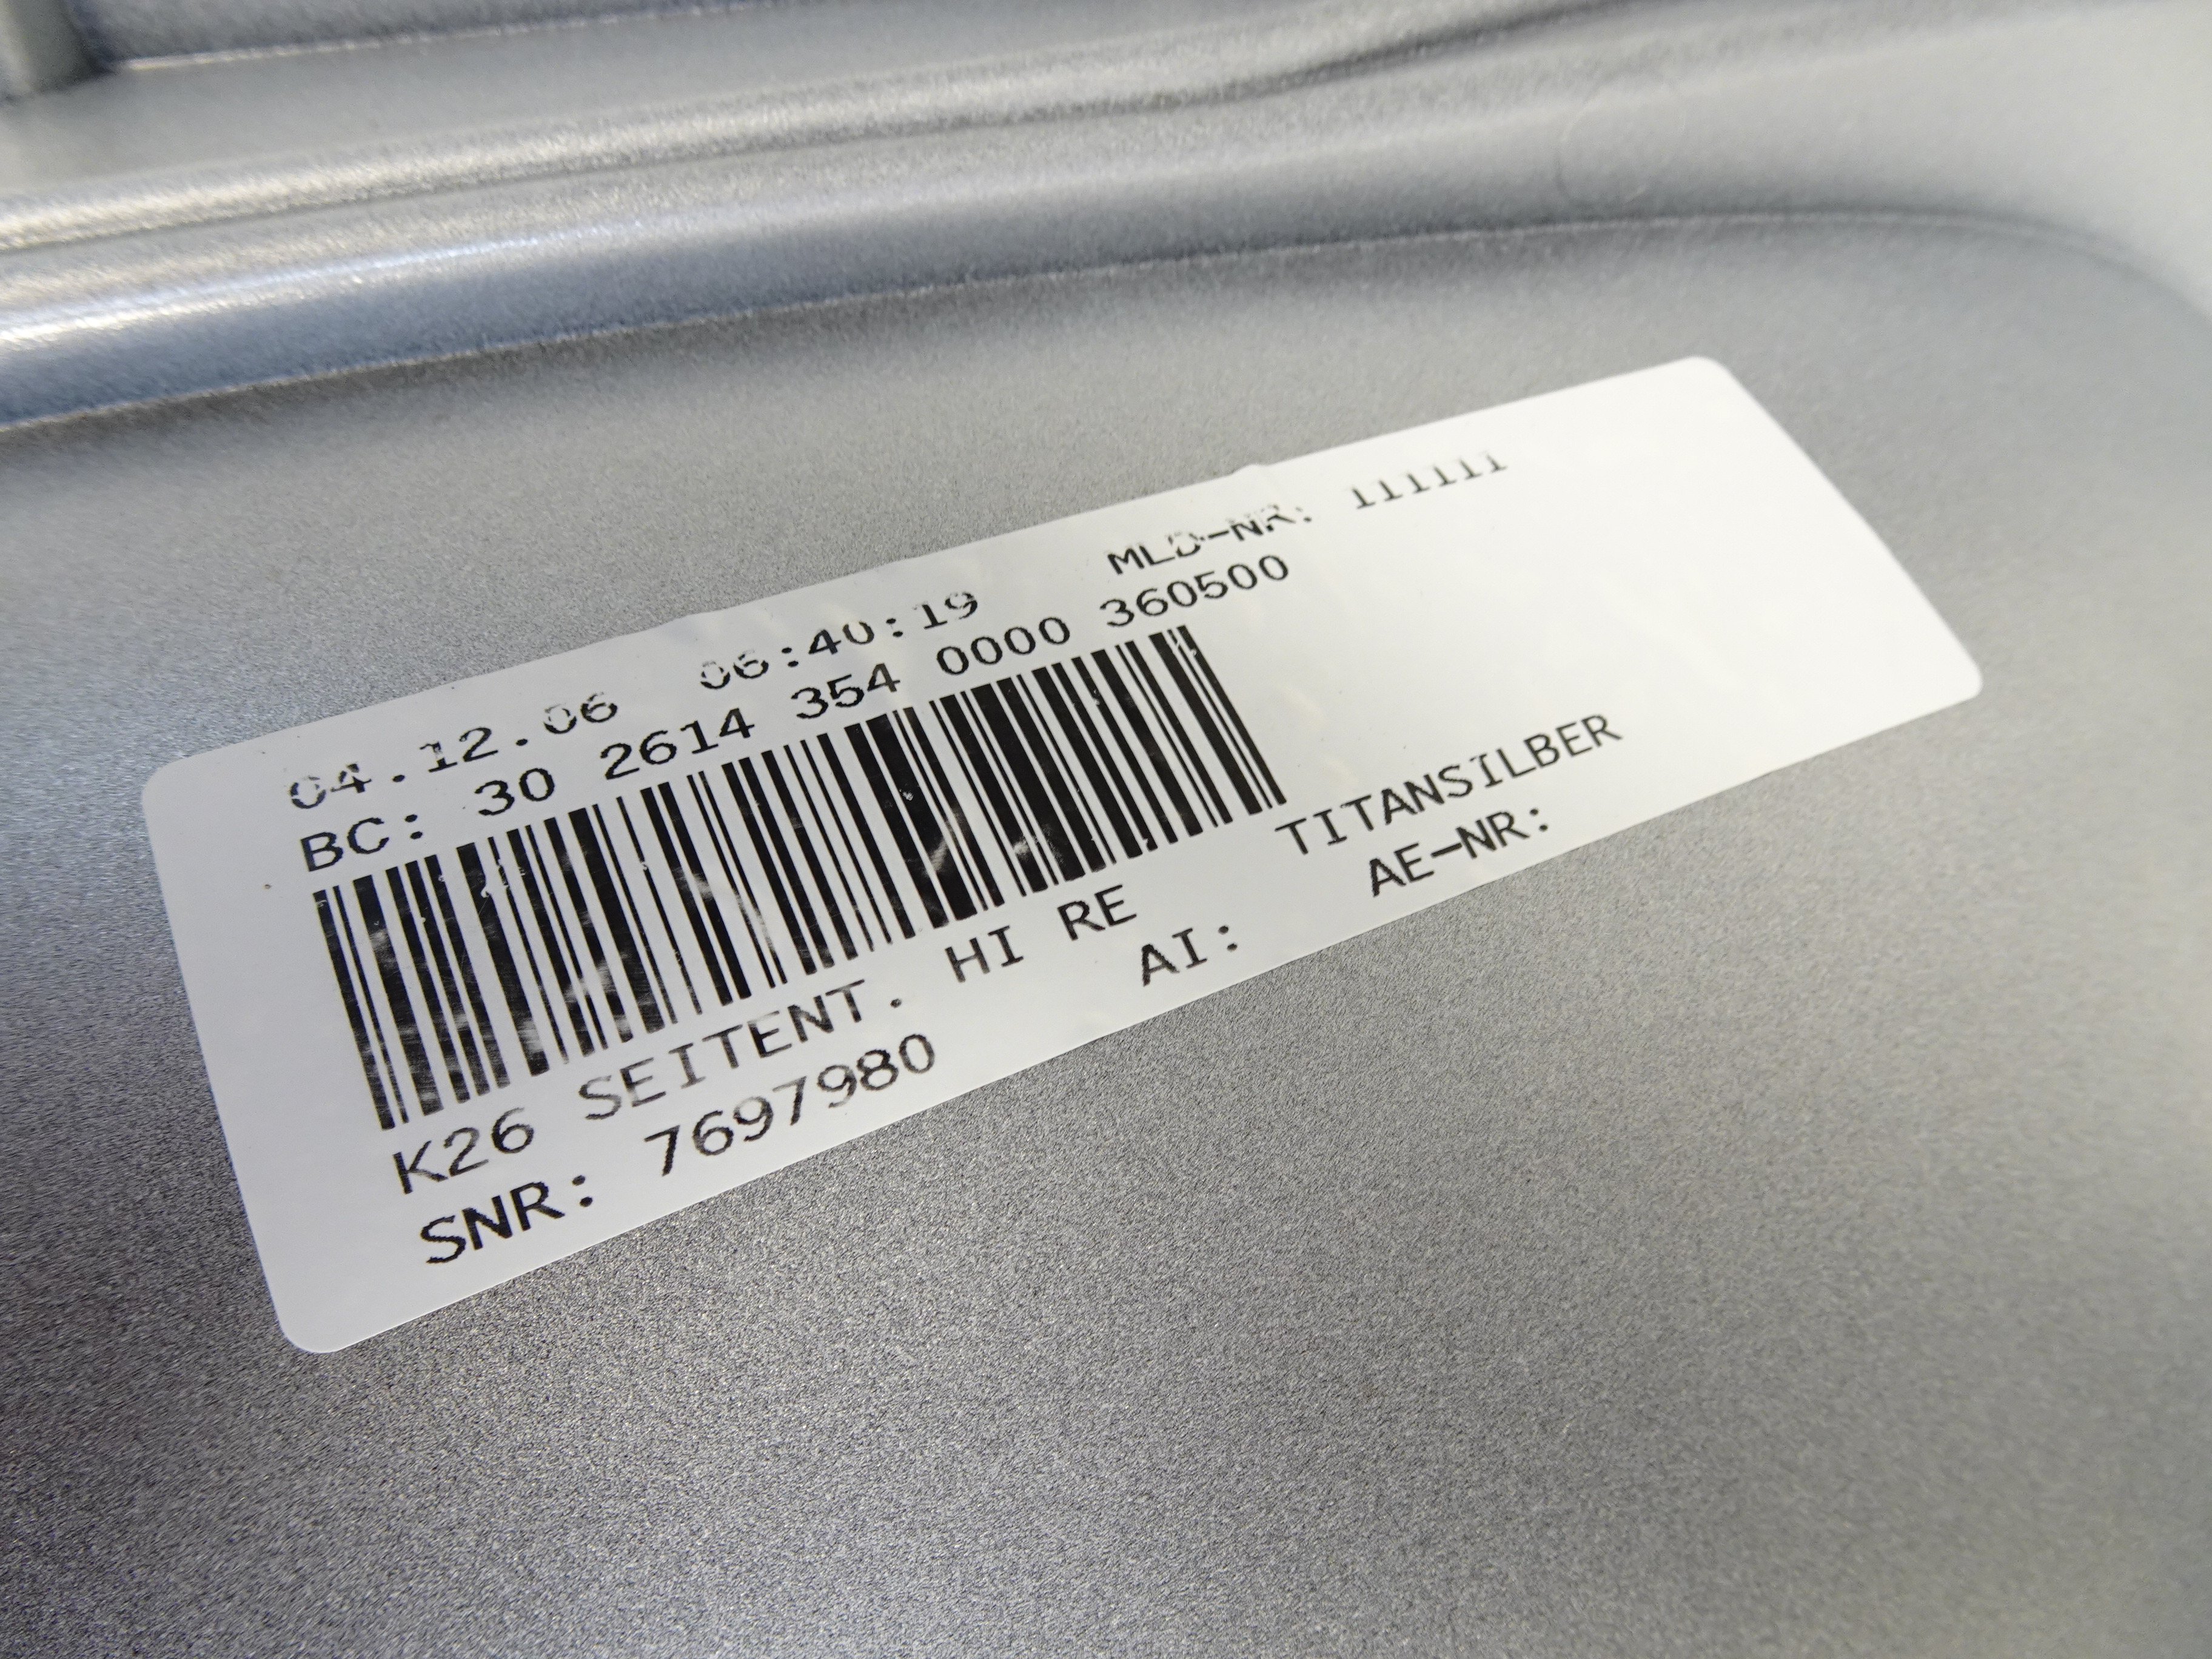 04.12.06 06:40:19 MLD-NR: 111111
BC: 30 2614 354 0000 360500
K26 SEITENT. HI RE TITANSILBER
SNR: 7697980 AI: AE-NR: